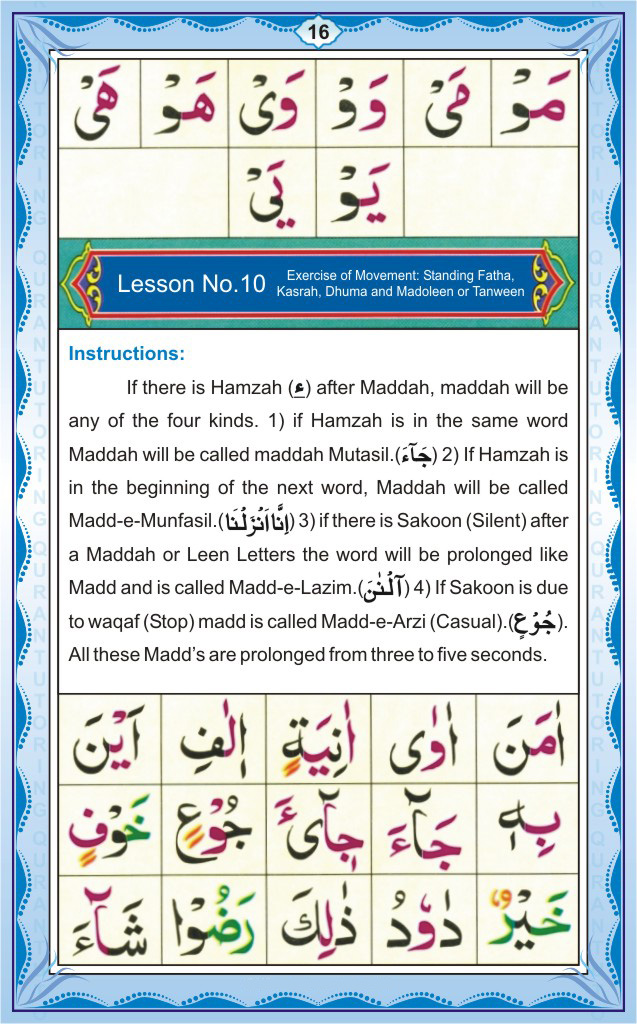 16
مَوْ مَىْ وَوْ وَىْ هَوْ هَىْ
يَوْ يَىْ
Lesson No.10
Exercise of Movement: Standing Fatha,
Kasrah, Dhuma and Madoleen or Tanween
Instructions:
If there is Hamzah (ء) after Maddah, maddah will be
any of the four kinds. 1) if Hamzah is in the same word
Maddah will be called maddah Mutasil.(جَآءَ) 2) If Hamzah is
in the beginning of the next word, Maddah will be called
Madd-e-Munfasil.(اِنَّا اَنْزَلْنَا) 3) if there is Sakoon (Silent) after
a Maddah or Leen Letters the word will be prolonged like
Madd and is called Madd-e-Lazim.(آلْـٰٔنَ) 4) If Sakoon is due
to waqaf (Stop) madd is called Madd-e-Arzi (Casual).(جُوْعٍ).
All these Madd's are prolonged from three to five seconds.
اٰمَنَ اٰوٰى اٰنِيَةٍ اِلٰفِ اَيْنَ
بِهٖ جَآءَ جِآىْءَ جُوْعٍ خَوْفٍ
خَيْرٌ دٰوٗدُ ذٰلِكَ رَضُوْا شَآءَ
QURAN TUTORING
QURAN TUTORING